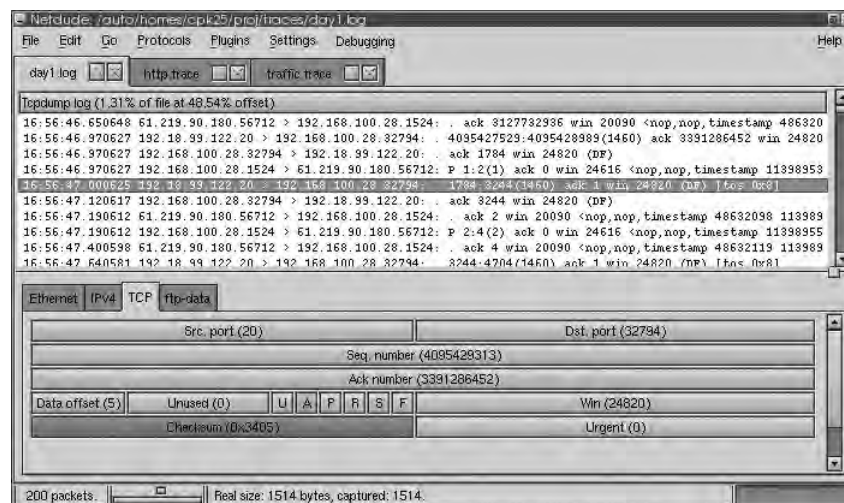 Netdude: /auto/homes/cpk25/proj/traces/day1.log
File Edit Go Protocols Plugins Settings Debugging Help
day1.log http.trace traffic.trace
Tcpdump log (1.31% of file at 48.54% offset)
16:56:46.650648 61.219.90.180.56712 > 192.168.100.28.1524: . ack 3127732936 win 20090 <nop,nop,timestamp 486320
16:56:46.970627 192.18.99.122.20 > 192.168.100.28.32794: . 4095427529:4095428989(1460) ack 3391286452 win 24820
16:56:46.970627 192.168.100.28.32794 > 192.18.99.122.20: . ack 1784 win 24820 (DF)
16:56:46.970627 192.168.100.28.1524 > 61.219.90.180.56712: P 1:2(1) ack 0 win 24616 <nop,nop,timestamp 11398953
16:56:47.000625 192.18.99.122.20 > 192.168.100.28.32794: 1784:3244(1460) ack 1 win 24820 (DF) [tos 0x8]
16:56:47.120617 192.168.100.28.32794 > 192.18.99.122.20: . ack 3244 win 24820 (DF)
16:56:47.190612 61.219.90.180.56712 > 192.168.100.28.1524: . ack 2 win 20090 <nop,nop,timestamp 48632098 113989
16:56:47.190612 192.168.100.28.1524 > 61.219.90.180.56712: P 2:4(2) ack 0 win 24616 <nop,nop,timestamp 11398955
16:56:47.400598 61.219.90.180.56712 > 192.168.100.28.1524: . ack 4 win 20090 <nop,nop,timestamp 48632119 113989
16:56:47.640581 192.18.99.122.20 > 192.168.100.28.32794: 3244:4704(1460) ack 1 win 24820 (DF) [tos 0x8]
Ethernet IPv4 TCP ftp-data
Src. port (20) Dst. port (32794)
Seq. number (4095429313)
Ack number (3391286452)
Data offset (5) Unused (0) U A P R S F Win (24820)
Checksum (0x3405) Urgent (0)
200 packets. Real size: 1514 bytes, captured: 1514.